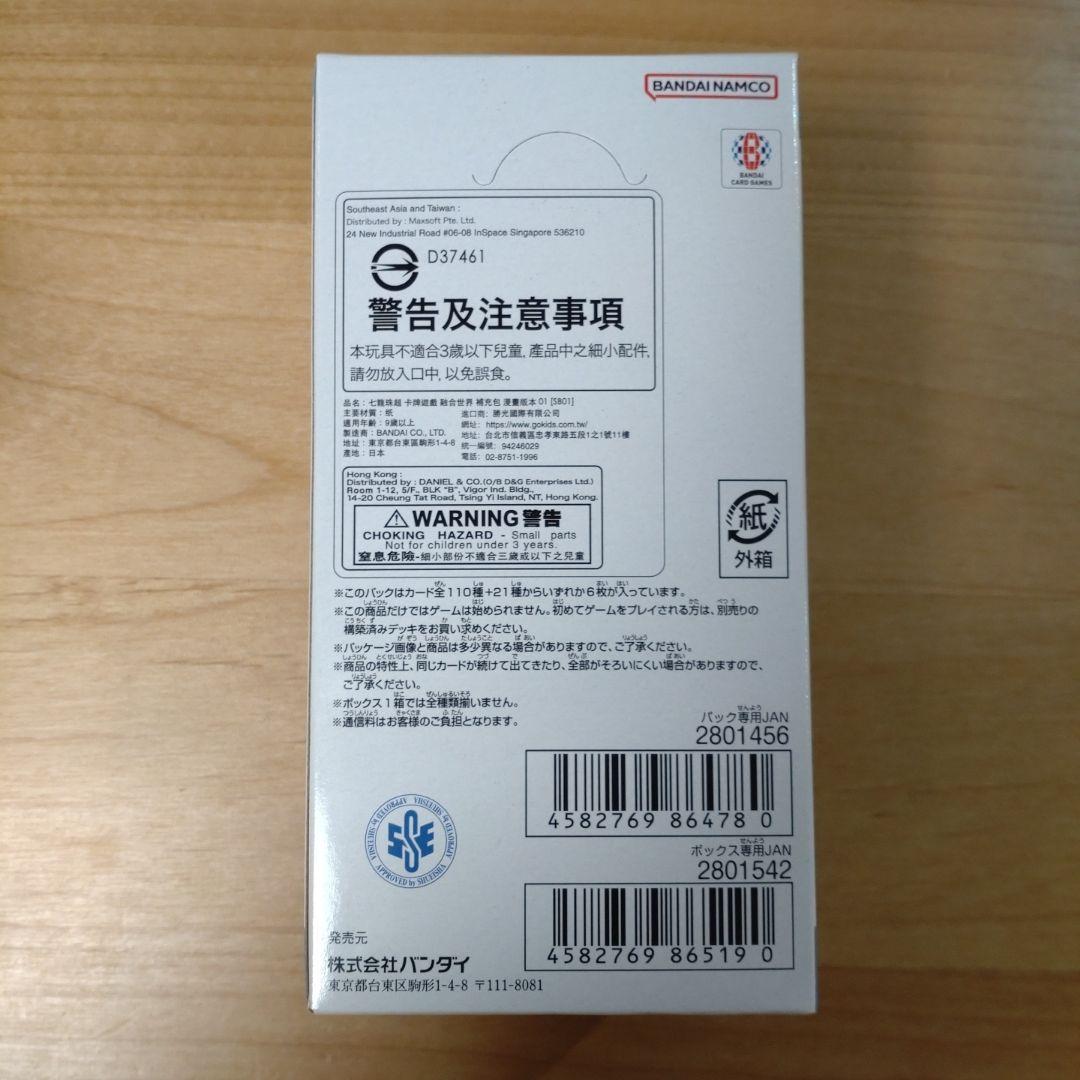 BANDAI NAMCO
BANDAI
CARD GAMES
Southeast Asia and Taiwan :
Distributed by : Maxsoft Pte. Ltd.
24 New Industrial Road #06-08 InSpace Singapore 536210
D37461
警告及注意事項
本玩具不適合3歲以下兒童, 產品中之細小配件,
請勿放入口中, 以免誤食。
品名：七龍珠超 卡牌遊戲 融合世界 補充包 漫畫版本 01 [SB01]
主要材質：紙
適用年齡：9歲以上
製造商：BANDAI CO., LTD.
地址：東京都台東區駒形1-4-8
產地：日本
進口商：勝光國際有限公司
網址：https://www.gokids.com.tw/
地址：台北市信義區忠孝東路五段1之1號11樓
統一編號：94246029
電話：02-8751-1996
Hong Kong :
Distributed by : DANIEL & CO.(O/B D&G Enterprises Ltd.)
Room 1-12, 5/F., BLK "B", Vigor Ind. Bldg.,
14-20 Cheung Tat Road, Tsing Yi Island, NT, Hong Kong.
WARNING 警告
CHOKING HAZARD - Small parts
Not for children under 3 years.
窒息危險-細小部份不適合三歲或以下之兒童
紙
外箱
※このパックはカード全110種+21種からいずれか6枚が入っています。
※この商品だけではゲームは始められません。初めてゲームをプレイされる方は、別売りの
構築済みデッキをお買い求めください。
※パッケージ画像と商品は多少異なる場合がありますので、ご了承ください。
※商品の特性上、同じカードが続けて出てきたり、全部がそろいにくい場合がありますので、
ご了承ください。
※ボックス1箱では全種類揃いません。
※通信料はお客様のご負担となります。
パック専用JAN
2801456
4582769 864780
ボックス専用JAN
2801542
4582769 865190
APPROVED by SHUEISHA
APPROVED by SHUEISHA
APPROVED by SHUEISHA
SSE
発売元
株式会社バンダイ
東京都台東区駒形1-4-8 〒111-8081